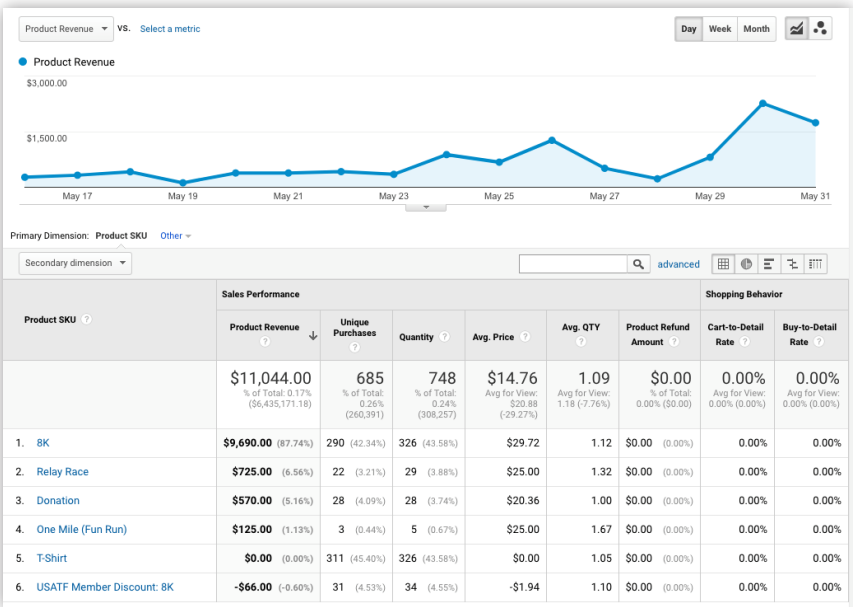 Product Revenue VS. Select a metric Day Week Month
Product Revenue
$3,000.00
$1,500.00
May 17 May 19 May 21 May 23 May 25 May 27 May 29 May 31
Primary Dimension: Product SKU Other
Secondary dimension advanced
Sales Performance Shopping Behavior
Product SKU ? Product Revenue ? Unique Purchases ? Quantity ? Avg. Price ? Avg. QTY ? Product Refund Amount ? Cart-to-Detail Rate ? Buy-to-Detail Rate ?
$11,044.00 685 748 $14.76 1.09 $0.00 0.00% 0.00%
% of Total: 0.17% ($6,435,171.18) % of Total: 0.26% (260,391) % of Total: 0.24% (308,257) Avg for View: $20.88 (-29.27%) Avg for View: 1.18 (-7.76%) % of Total: 0.00% ($0.00) Avg for View: 0.00% (0.00%) Avg for View: 0.00% (0.00%)
1. 8K $9,690.00 (87.74%) 290 (42.34%) 326 (43.58%) $29.72 1.12 $0.00 (0.00%) 0.00% 0.00%
2. Relay Race $725.00 (6.56%) 22 (3.21%) 29 (3.88%) $25.00 1.32 $0.00 (0.00%) 0.00% 0.00%
3. Donation $570.00 (5.16%) 28 (4.09%) 28 (3.74%) $20.36 1.00 $0.00 (0.00%) 0.00% 0.00%
4. One Mile (Fun Run) $125.00 (1.13%) 3 (0.44%) 5 (0.67%) $25.00 1.67 $0.00 (0.00%) 0.00% 0.00%
5. T-Shirt $0.00 (0.00%) 311 (45.40%) 326 (43.58%) $0.00 1.05 $0.00 (0.00%) 0.00% 0.00%
6. USATF Member Discount: 8K -$66.00 (-0.60%) 31 (4.53%) 34 (4.55%) -$1.94 1.10 $0.00 (0.00%) 0.00% 0.00%